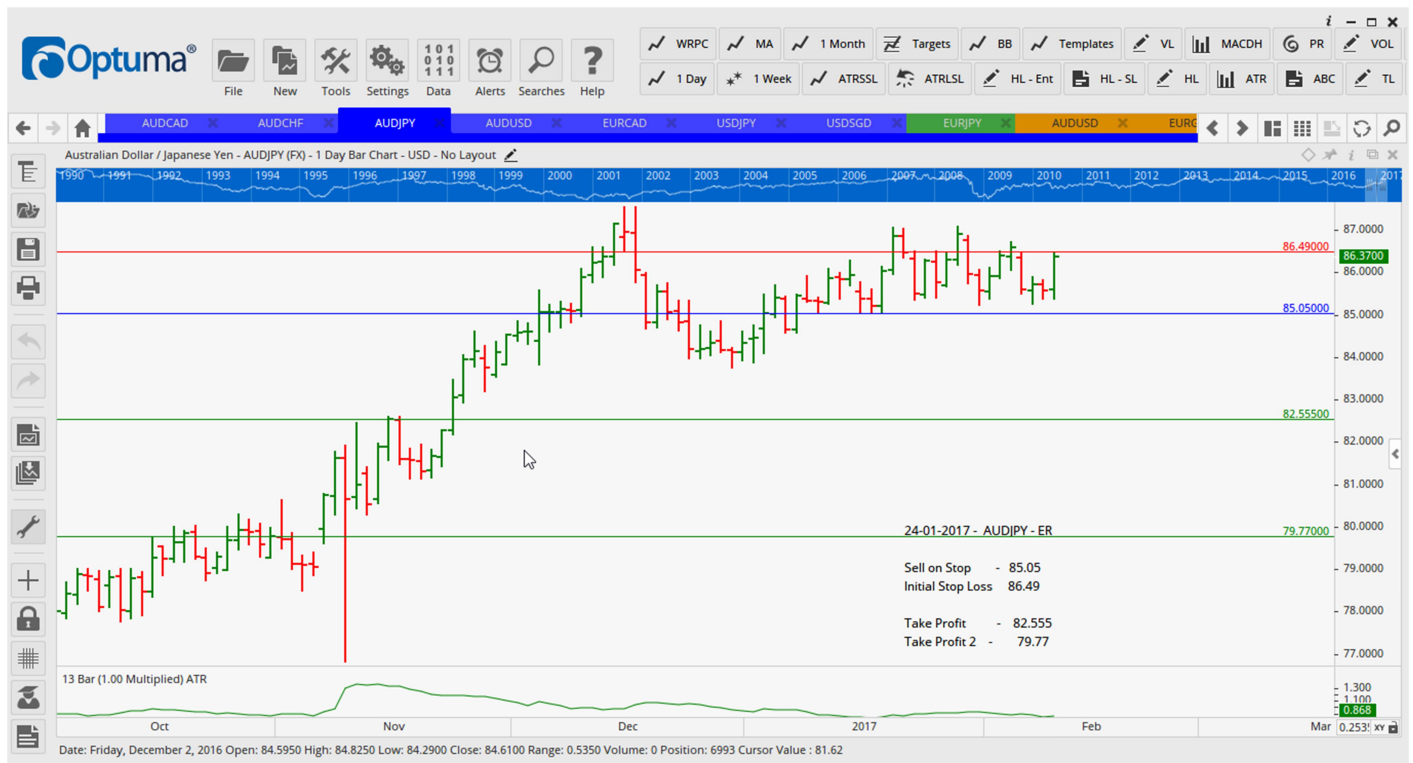 i
Optuma®
File
New
Tools
Settings
101
010
111
Data
Alerts
Searches
?
Help
WRPC
MA
1 Month
Targets
BB
Templates
VL
MACDH
PR
VOL
1 Day
1 Week
ATRSSL
ATRLSL
HL - Ent
HL - SL
HL
ATR
ABC
TL
AUDCAD
AUDCHF
AUDJPY
AUDUSD
EURCAD
USDJPY
USDSGD
EURJPY
AUDUSD
EURG
Australian Dollar / Japanese Yen - AUDJPY (FX) - 1 Day Bar Chart - USD - No Layout
i
1990 1991 1992 1993 1994 1995 1996 1997 1998 1999 2000 2001 2002 2003 2004 2005 2006 2007 2008 2009 2010 2011 2012 2013 2014 2015 2016 2017
87.0000
86.49000
86.3700
86.0000
85.05000
85.0000
84.0000
83.0000
82.55500
82.0000
81.0000
80.0000
79.77000
79.0000
78.0000
77.0000
24-01-2017 - AUDJPY - ER
Sell on Stop - 85.05
Initial Stop Loss 86.49
Take Profit - 82.555
Take Profit 2 - 79.77
13 Bar (1.00 Multiplied) ATR
1.300
1.100
0.868
Oct Nov Dec 2017 Feb Mar
0.253 XY
Date: Friday, December 2, 2016 Open: 84.5950 High: 84.8250 Low: 84.2900 Close: 84.6100 Range: 0.5350 Volume: 0 Position: 6993 Cursor Value : 81.62